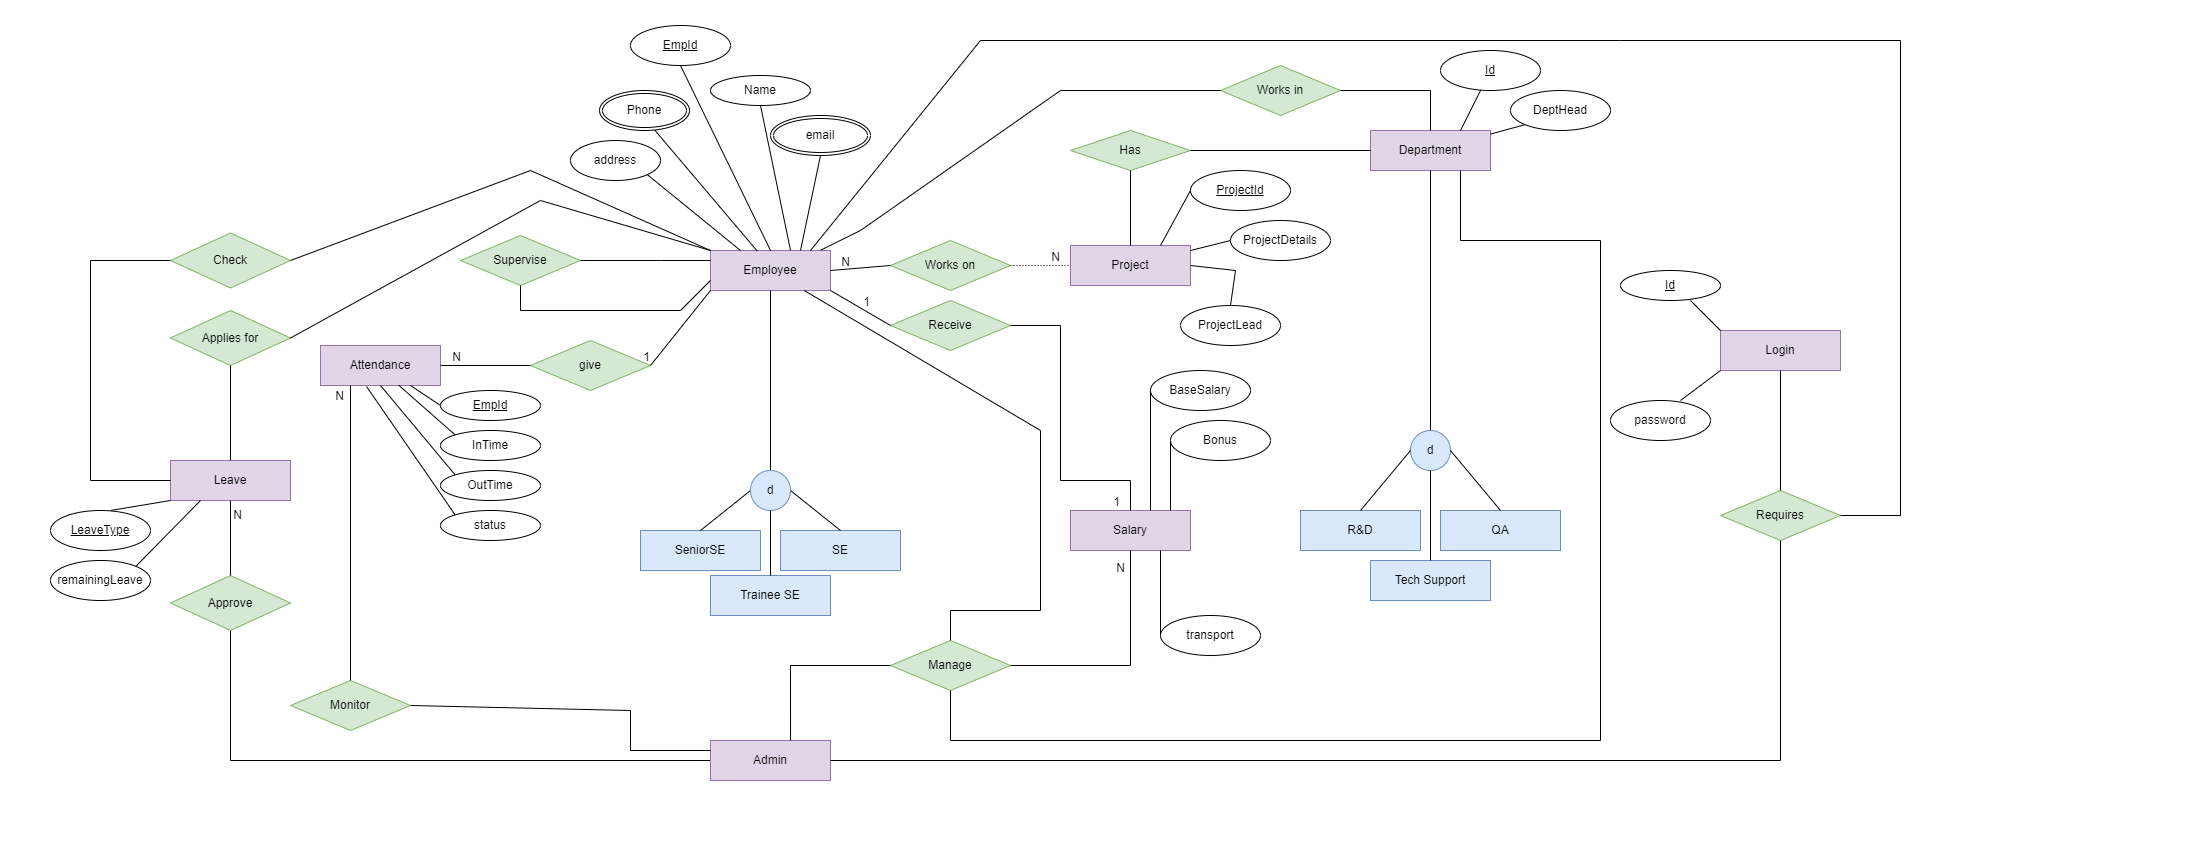 EmpId
Id
Name
Works in
Phone
DeptHead
email
Has
Department
address
ProjectId
ProjectDetails
Check
Supervise
Employee
N
Works on
N
Project
Id
1
Applies for
Receive
ProjectLead
Login
Attendance
N
give
1
N
EmpId
BaseSalary
password
InTime
Bonus
d
Leave
OutTime
d
1
N
LeaveType
status
Salary
R&D
QA
Requires
SeniorSE
SE
N
remainingLeave
Tech Support
Trainee SE
Approve
transport
Manage
Monitor
Admin